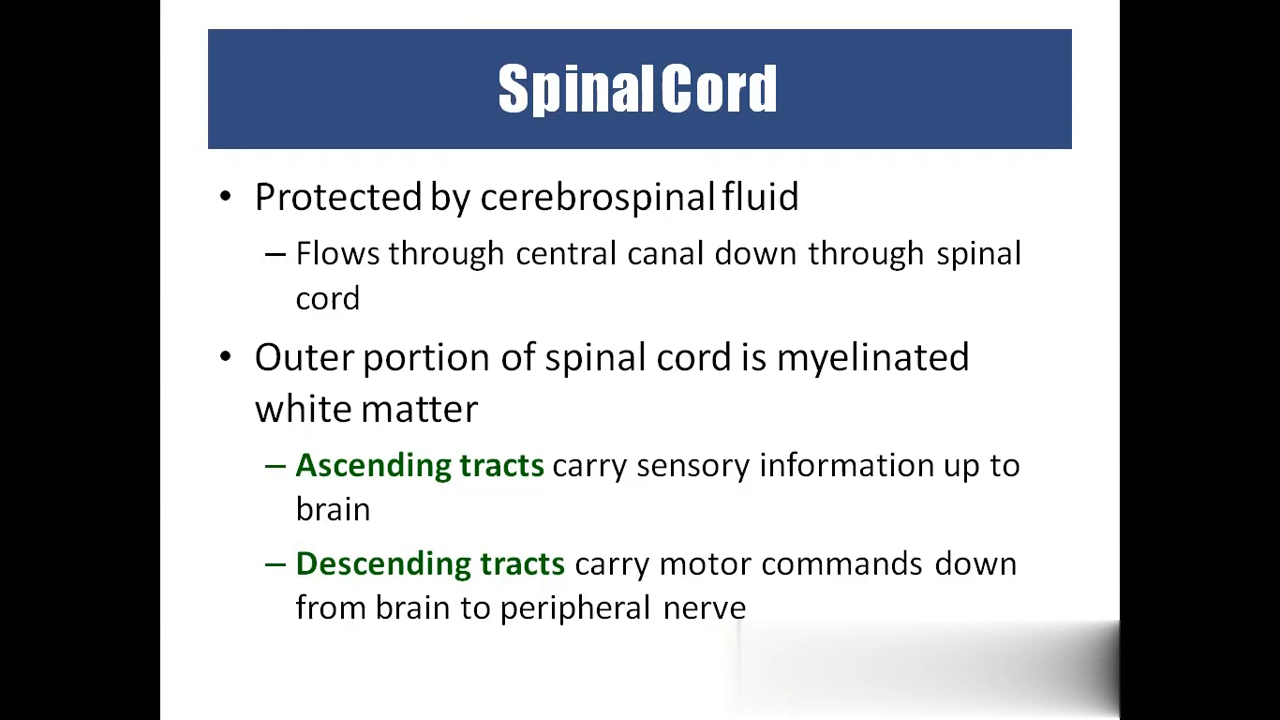 Spinal Cord
• Protected by cerebrospinal fluid
– Flows through central canal down through spinal
cord
• Outer portion of spinal cord is myelinated
white matter
– Ascending tracts carry sensory information up to
brain
– Descending tracts carry motor commands down
from brain to peripheral nerve